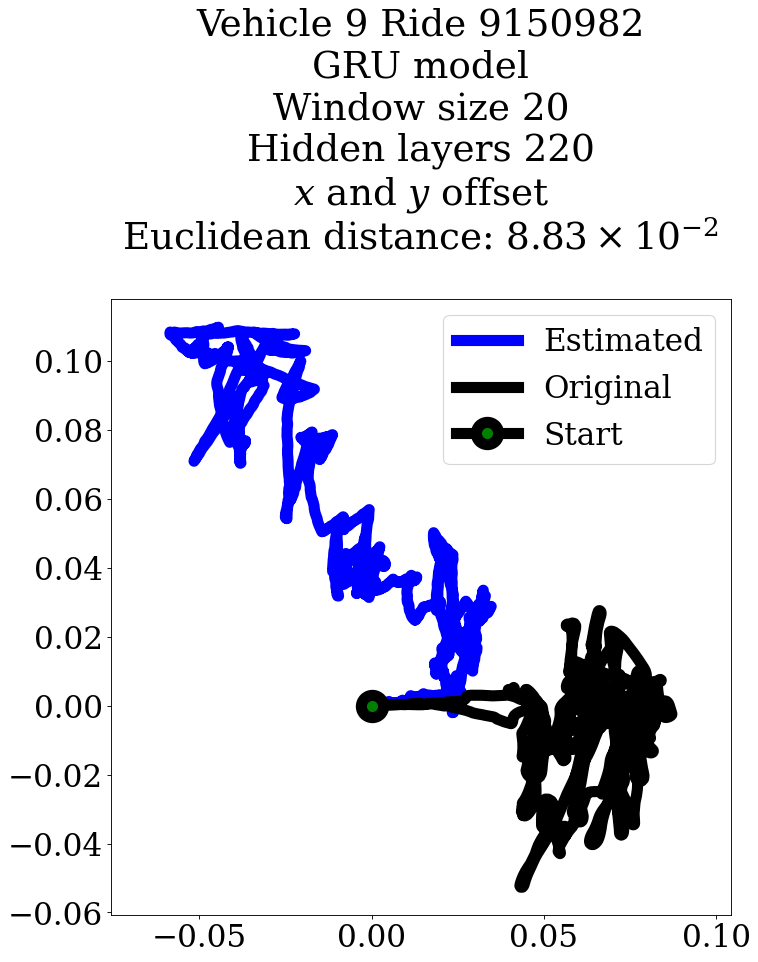 Vehicle 9 Ride 9150982
GRU model
Window size 20
Hidden layers 220
x and y offset
Euclidean distance: 8.83 × 10⁻²
Estimated
Original
Start
0.10
0.08
0.06
0.04
0.02
0.00
−0.02
−0.04
−0.06
−0.05
0.00
0.05
0.10